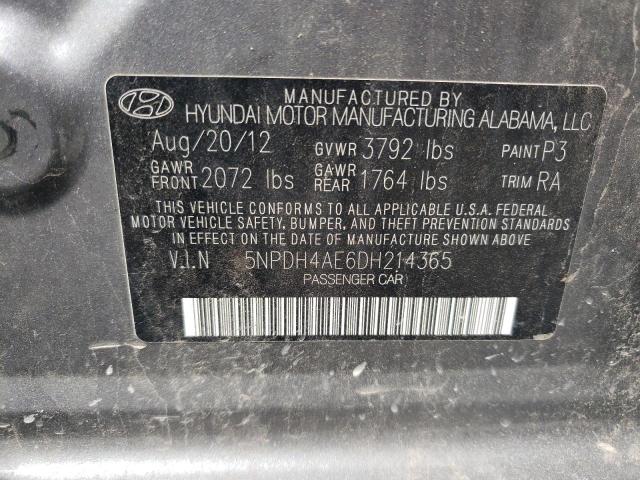 MANUFACTURED BY
HYUNDAI MOTOR MANUFACTURING ALABAMA, LLC
Aug/20/12 GVWR 3792 lbs PAINT P3
GAWR FRONT 2072 lbs GAWR REAR 1764 lbs TRIM RA
THIS VEHICLE CONFORMS TO ALL APPLICABLE U.S.A. FEDERAL
MOTOR VEHICLE SAFETY, BUMPER, AND THEFT PREVENTION STANDARDS
IN EFFECT ON THE DATE OF MANUFACTURE SHOWN ABOVE
V.I.N 5NPDH4AE6DH214365
PASSENGER CAR